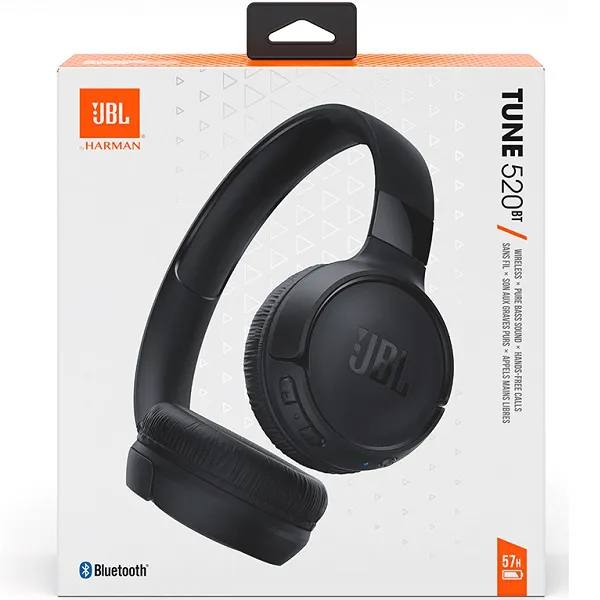 JBL
by HARMAN
TUNE 520BT
WIRELESS × PURE BASS SOUND × HANDS-FREE CALLS
SANS FIL × SON AUX GRAVES PURS × APPELS MAINS LIBRES
JBL
57H
Bluetooth®